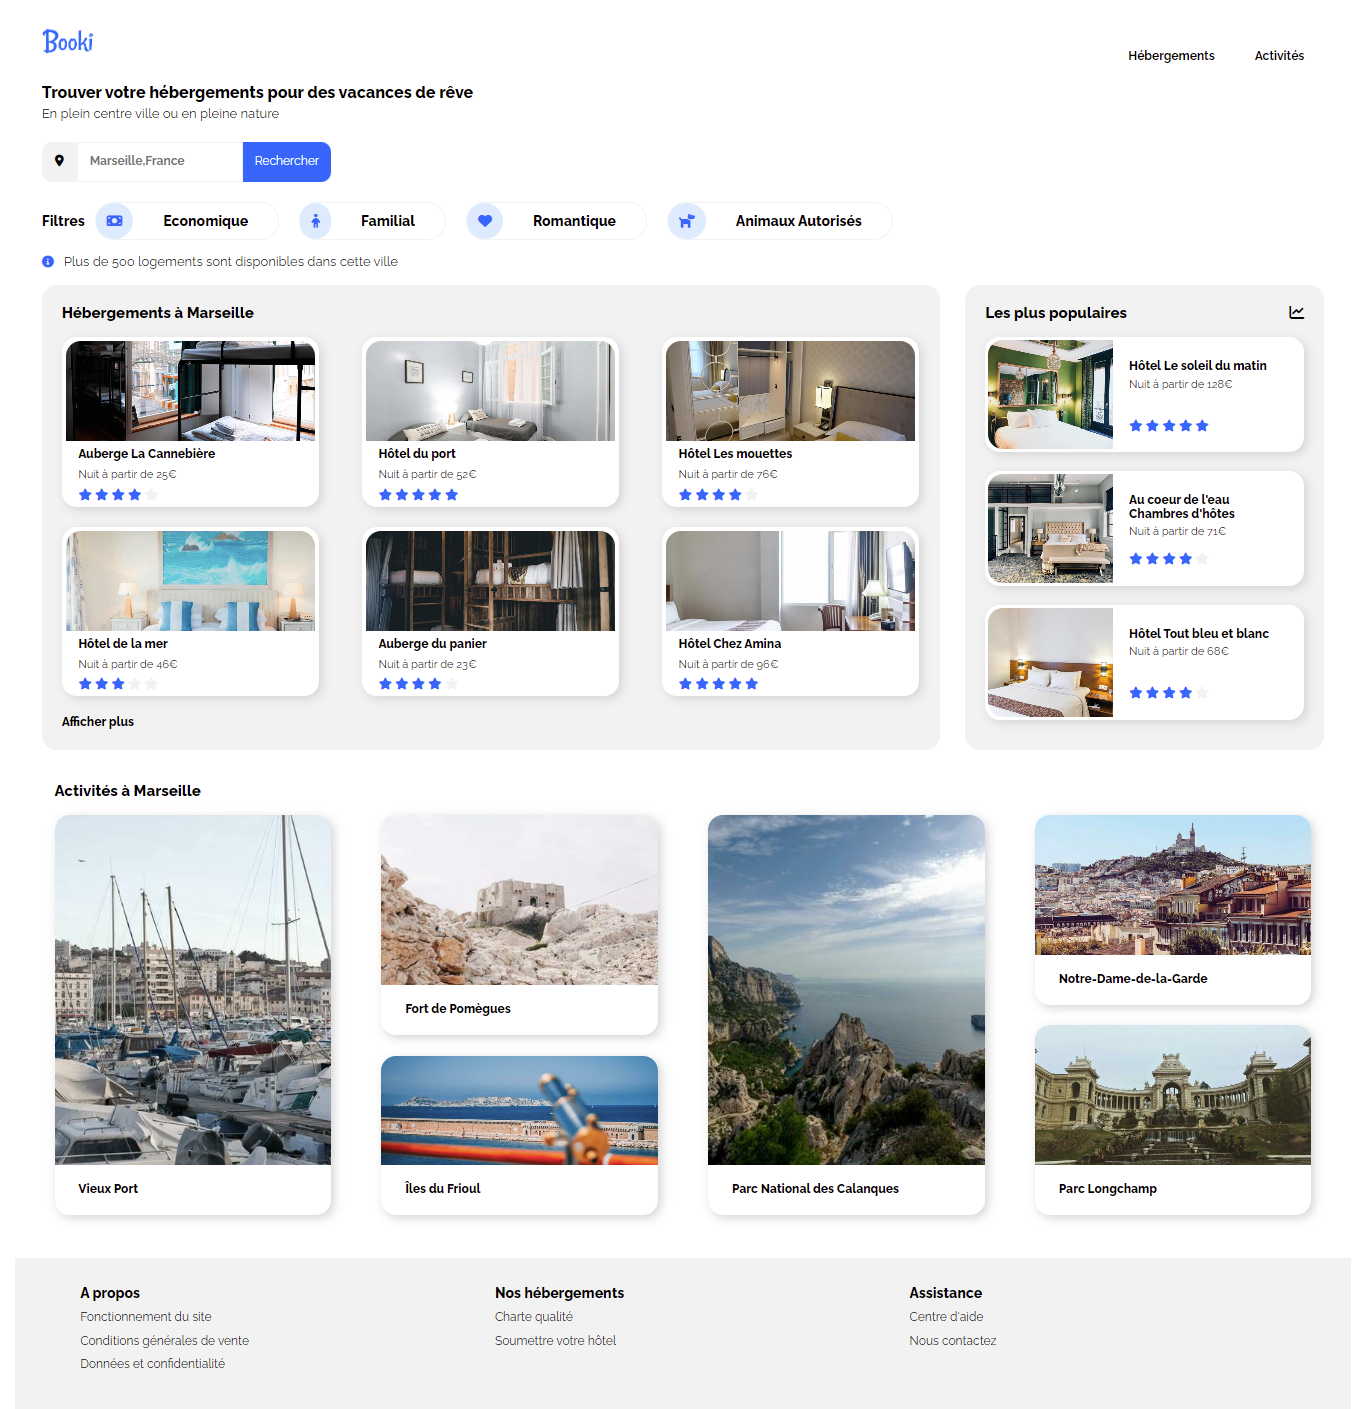 Booki
Hébergements
Activités
Trouver votre hébergements pour des vacances de rêve
En plein centre ville ou en pleine nature
Marseille,France
Rechercher
Filtres
Economique
Familial
Romantique
Animaux Autorisés
Plus de 500 logements sont disponibles dans cette ville
Hébergements à Marseille
Auberge La Cannebière
Nuit à partir de 25€
Hôtel du port
Nuit à partir de 52€
Hôtel Les mouettes
Nuit à partir de 76€
Hôtel de la mer
Nuit à partir de 46€
Auberge du panier
Nuit à partir de 23€
Hôtel Chez Amina
Nuit à partir de 96€
Afficher plus
Les plus populaires
Hôtel Le soleil du matin
Nuit à partir de 128€
Au coeur de l'eau
Chambres d'hôtes
Nuit à partir de 71€
Hôtel Tout bleu et blanc
Nuit à partir de 68€
Activités à Marseille
Vieux Port
Fort de Pomègues
Îles du Frioul
Parc National des Calanques
Notre-Dame-de-la-Garde
Parc Longchamp
A propos
Fonctionnement du site
Conditions générales de vente
Données et confidentialité
Nos hébergements
Charte qualité
Soumettre votre hôtel
Assistance
Centre d'aide
Nous contactez